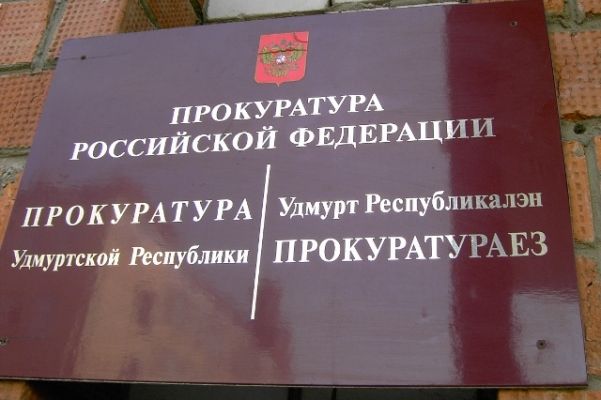 ПРОКУРАТУРА
РОССИЙСКОЙ ФЕДЕРАЦИИ
ПРОКУРАТУРА
Удмуртской Республики
Удмурт Республикалэн
ПРОКУРАТУРАЕЗ